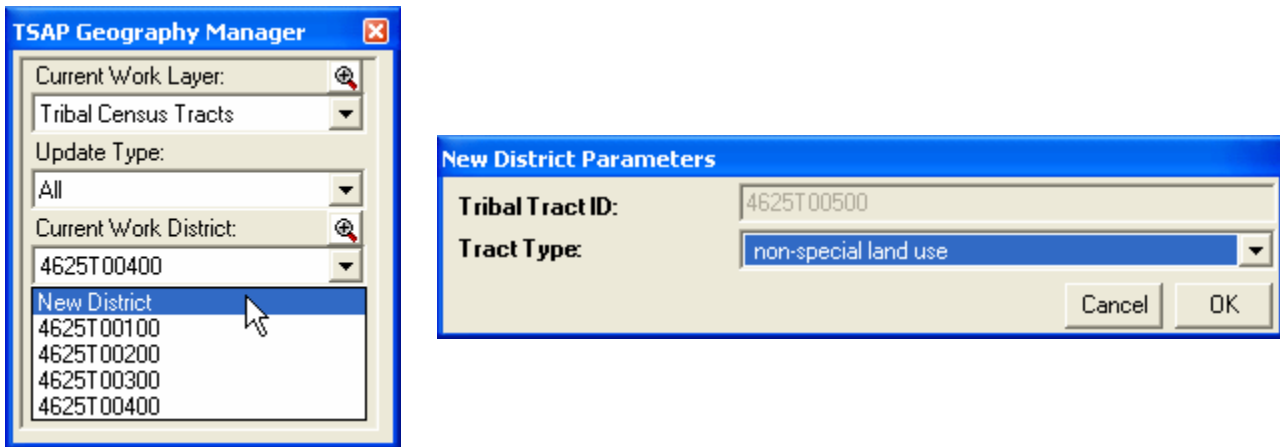 TSAP Geography Manager
Current Work Layer:
Tribal Census Tracts
Update Type:
All
Current Work District:
4625T00400
New District
4625T00100
4625T00200
4625T00300
4625T00400
New District Parameters
Tribal Tract ID:
4625T00500
Tract Type:
non-special land use
Cancel
OK